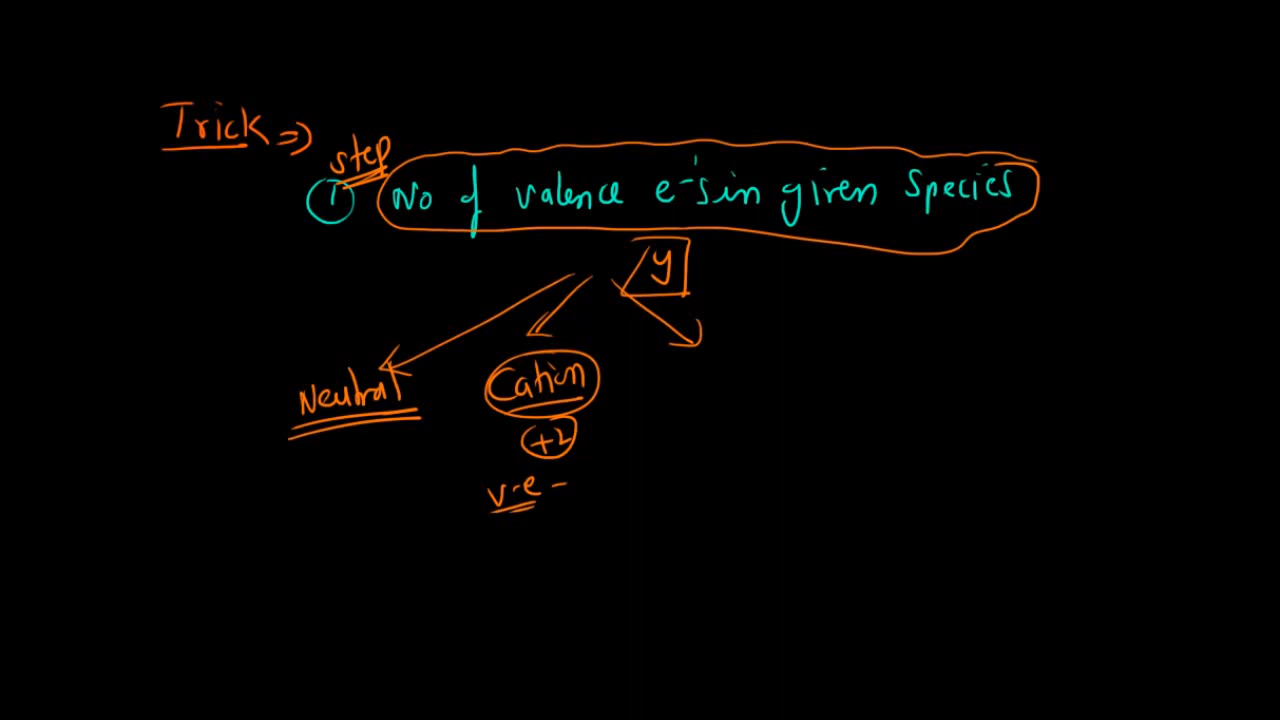 Trick ⇒
step
① No of valence e⁻'s in given species
y
Neutral
Cation
+2
v.e -